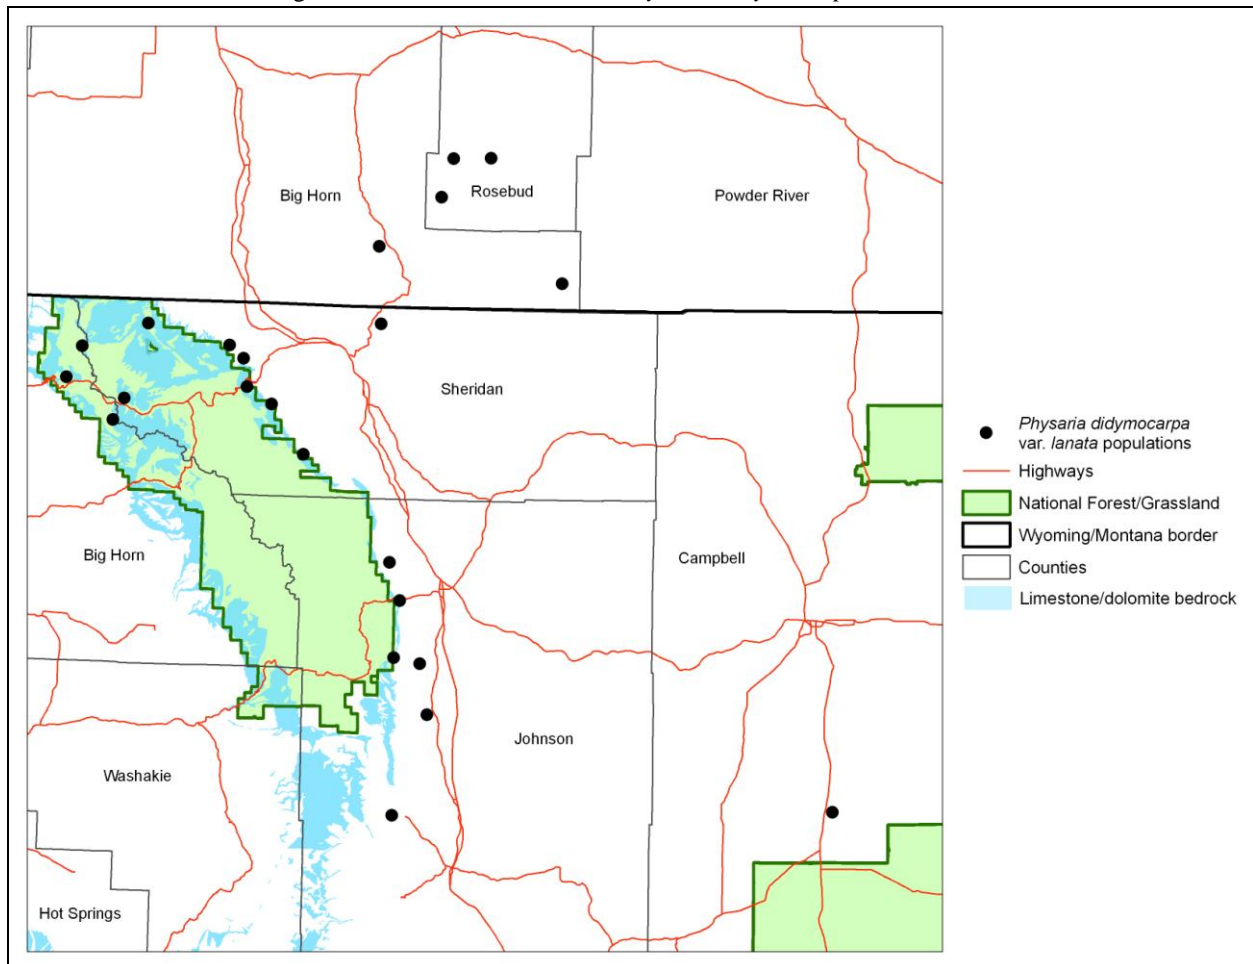 Big Horn
Rosebud
Powder River
Sheridan
Big Horn
Campbell
Johnson
Washakie
Hot Springs
Physaria didymocarpa
var. lanata populations
Highways
National Forest/Grassland
Wyoming/Montana border
Counties
Limestone/dolomite bedrock